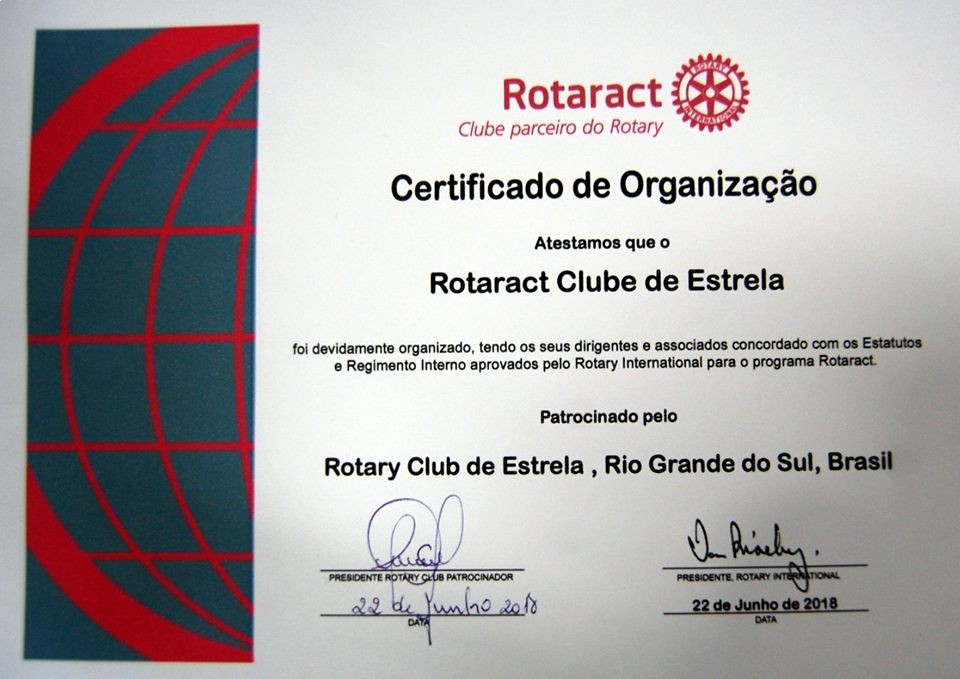 Rotaract
Clube parceiro do Rotary
ROTARY
INTERNATIONAL
Certificado de Organização
Atestamos que o
Rotaract Clube de Estrela
foi devidamente organizado, tendo os seus dirigentes e associados concordado com os Estatutos
e Regimento Interno aprovados pelo Rotary International para o programa Rotaract.
Patrocinado pelo
Rotary Club de Estrela , Rio Grande do Sul, Brasil
PRESIDENTE ROTARY CLUB PATROCINADOR
22 de Junho 2018
DATA
PRESIDENTE, ROTARY INTERNATIONAL
22 de Junho de 2018
DATA